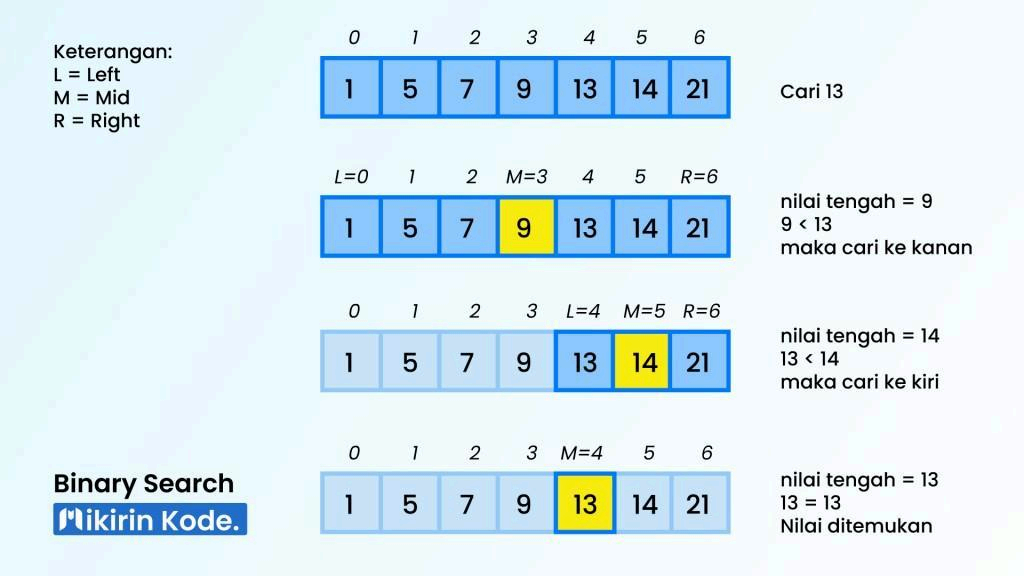 Keterangan:
L = Left
M = Mid
R = Right
0 1 2 3 4 5 6
1 5 7 9 13 14 21
Cari 13
L=0 1 2 M=3 4 5 R=6
1 5 7 9 13 14 21
nilai tengah = 9
9 < 13
maka cari ke kanan
0 1 2 3 L=4 M=5 R=6
1 5 7 9 13 14 21
nilai tengah = 14
13 < 14
maka cari ke kiri
0 1 2 3 M=4 5 6
1 5 7 9 13 14 21
nilai tengah = 13
13 = 13
Nilai ditemukan
Binary Search
Mikirin Kode.